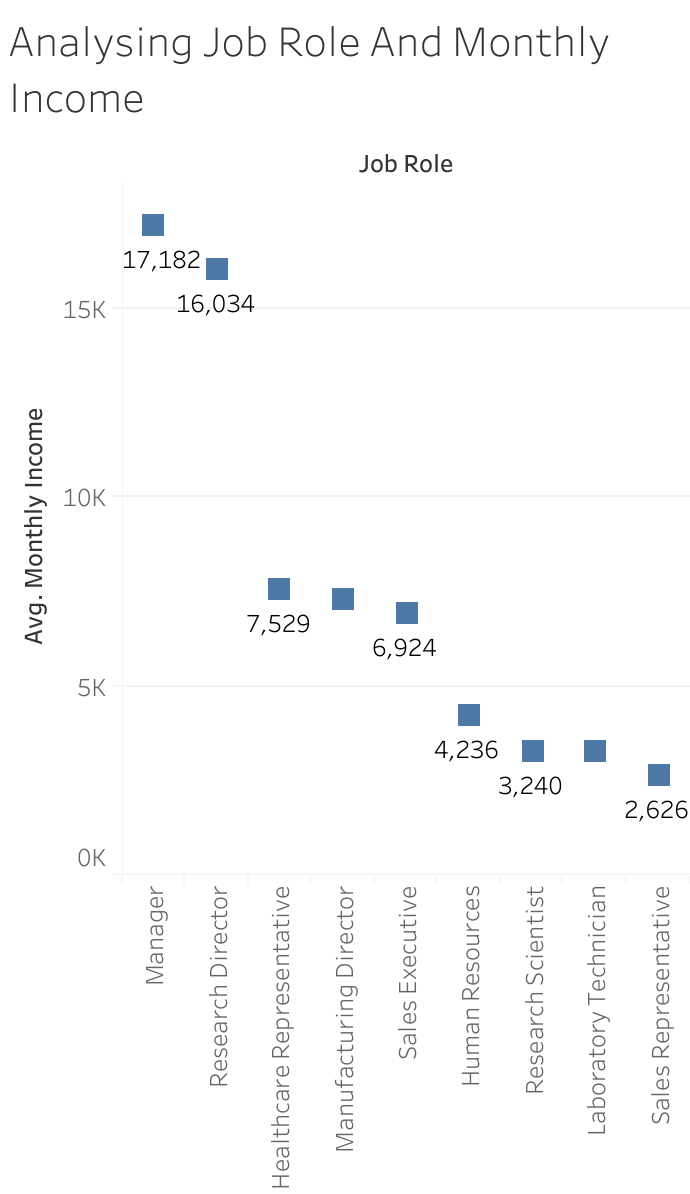 Analysing Job Role And Monthly
Income
Job Role
Avg. Monthly Income
15K
10K
5K
0K
17,182
16,034
7,529
6,924
4,236
3,240
2,626
Manager
Research Director
Healthcare Representative
Manufacturing Director
Sales Executive
Human Resources
Research Scientist
Laboratory Technician
Sales Representative